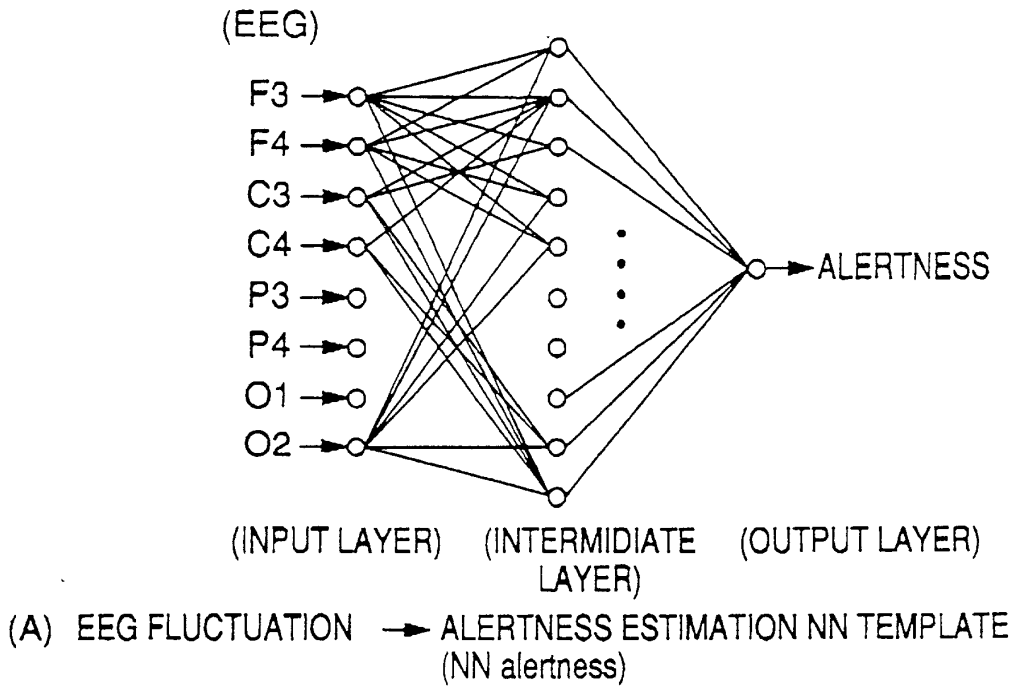 (EEG)
F3
F4
C3
C4
P3
P4
O1
O2
ALERTNESS
(INPUT LAYER) (INTERMIDIATE LAYER) (OUTPUT LAYER)
(A) EEG FLUCTUATION → ALERTNESS ESTIMATION NN TEMPLATE
(NN alertness)